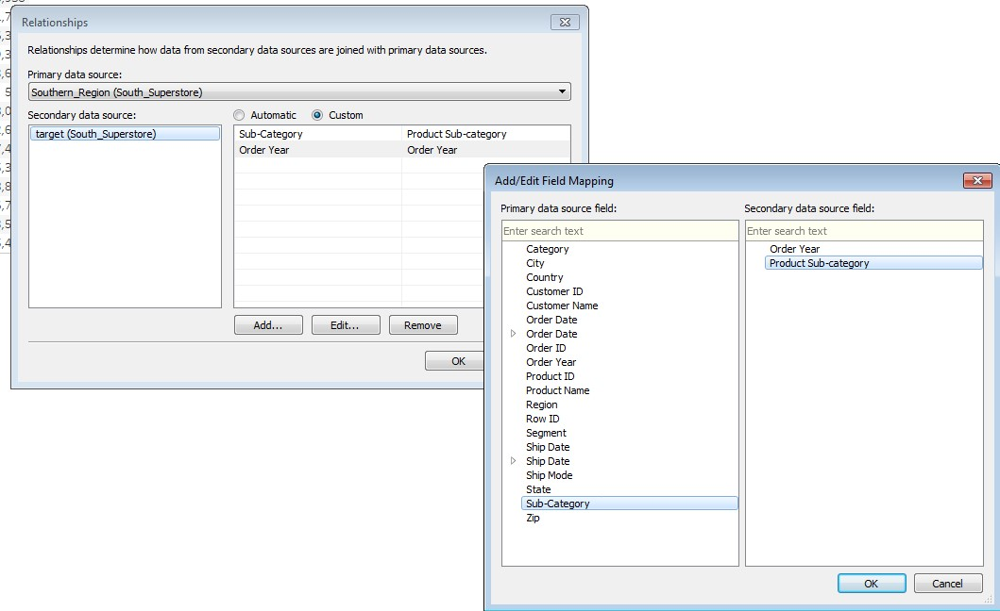 Relationships
Relationships determine how data from secondary data sources are joined with primary data sources.
Primary data source:
Southern_Region (South_Superstore)
Secondary data source:
Automatic
Custom
target (South_Superstore)
Sub-Category Product Sub-category
Order Year Order Year
Add... Edit... Remove
OK
Add/Edit Field Mapping
Primary data source field:
Enter search text
Category
City
Country
Customer ID
Customer Name
Order Date
Order Date
Order ID
Order Year
Product ID
Product Name
Region
Row ID
Segment
Ship Date
Ship Date
Ship Mode
State
Sub-Category
Zip
Secondary data source field:
Enter search text
Order Year
Product Sub-category
OK Cancel